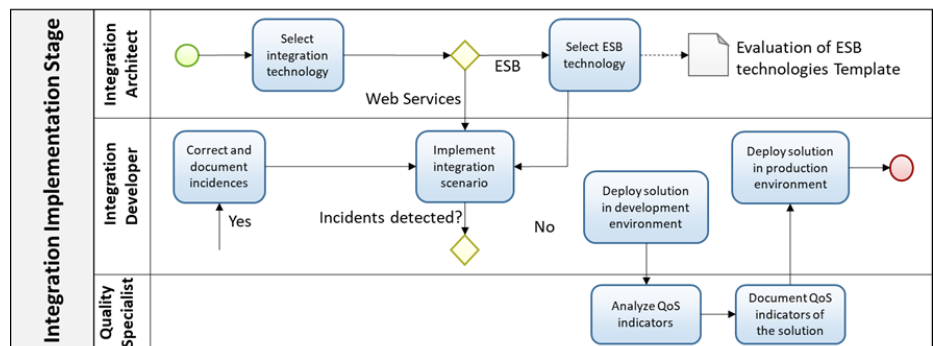 Integration Implementation Stage
Integration
Architect
Select
integration
technology
ESB
Select ESB
technology
Evaluation of ESB
technologies Template
Web Services
Integration
Developer
Correct and
document
incidences
Yes
Implement
integration
scenario
Incidents detected?
No
Deploy solution
in development
environment
Deploy solution
in production
environment
Quality
Specialist
Analyze QoS
indicators
Document QoS
indicators of
the solution